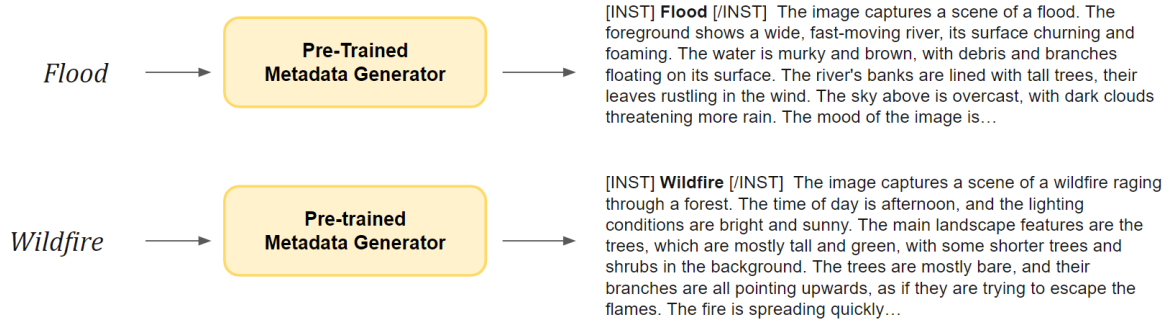 Flood
Pre-Trained
Metadata Generator
[INST] Flood [/INST]  The image captures a scene of a flood. The
foreground shows a wide, fast-moving river, its surface churning and
foaming. The water is murky and brown, with debris and branches
floating on its surface. The river's banks are lined with tall trees, their
leaves rustling in the wind. The sky above is overcast, with dark clouds
threatening more rain. The mood of the image is…
Wildfire
Pre-trained
Metadata Generator
[INST] Wildfire [/INST]  The image captures a scene of a wildfire raging
through a forest. The time of day is afternoon, and the lighting
conditions are bright and sunny. The main landscape features are the
trees, which are mostly tall and green, with some shorter trees and
shrubs in the background. The trees are mostly bare, and their
branches are all pointing upwards, as if they are trying to escape the
flames. The fire is spreading quickly…